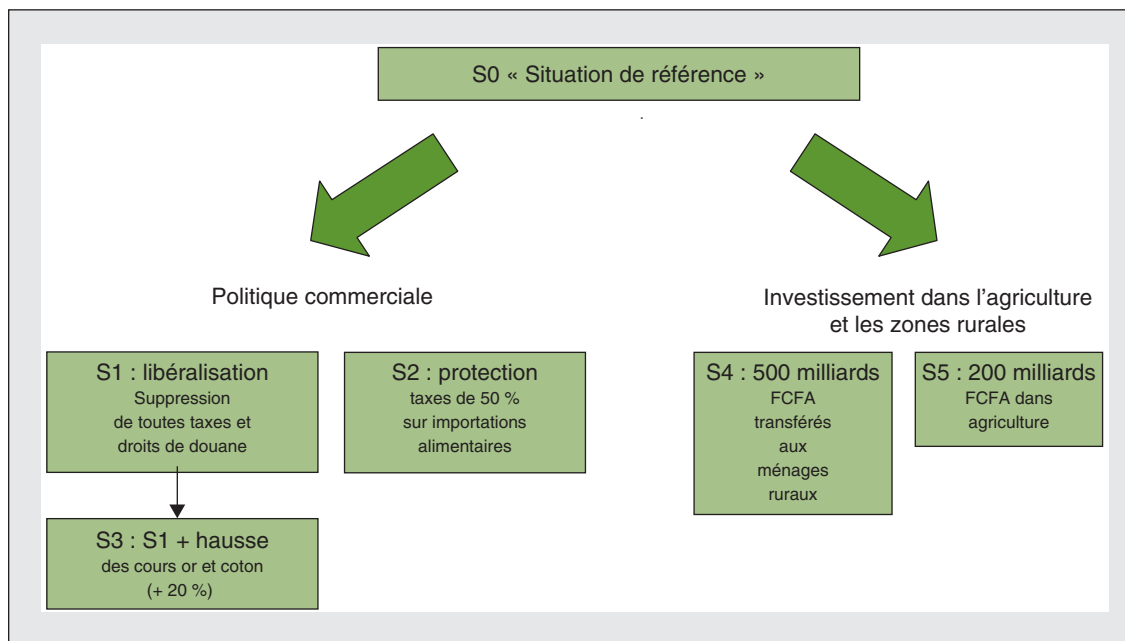 S0 « Situation de référence »
Politique commerciale
Investissement dans l'agriculture
et les zones rurales
S1 : libéralisation
Suppression
de toutes taxes et
droits de douane
S2 : protection
taxes de 50 %
sur importations
alimentaires
S4 : 500 milliards
FCFA
transférés
aux
ménages
ruraux
S5 : 200 milliards
FCFA dans
agriculture
S3 : S1 + hausse
des cours or et coton
(+ 20 %)